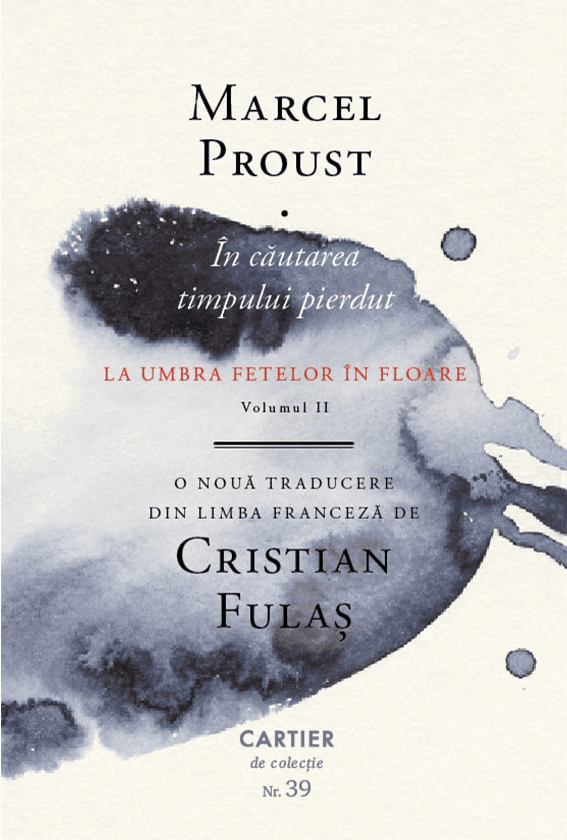 MARCEL
PROUST
•
În căutarea
timpului pierdut
LA UMBRA FETELOR ÎN FLOARE
Volumul II
O NOUĂ TRADUCERE
DIN LIMBA FRANCEZĂ DE
CRISTIAN
FULAȘ
CARTIER
de colecție
Nr. 39